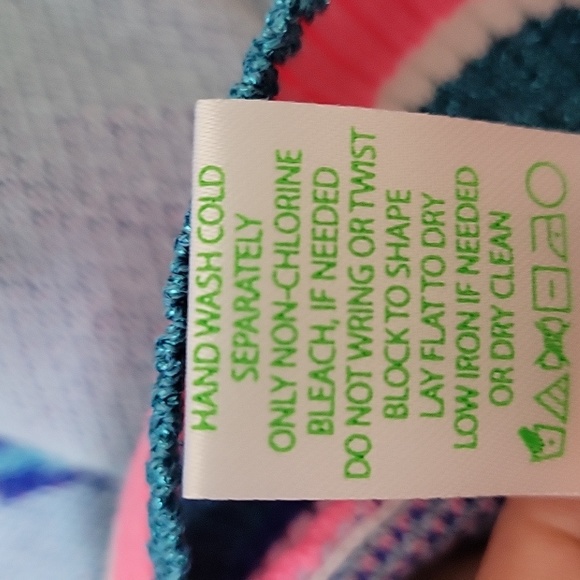 HAND WASH COLD
SEPARATELY
ONLY NON-CHLORINE
BLEACH, IF NEEDED
DO NOT WRING OR TWIST
BLOCK TO SHAPE
LAY FLAT TO DRY
LOW IRON IF NEEDED
OR DRY CLEAN